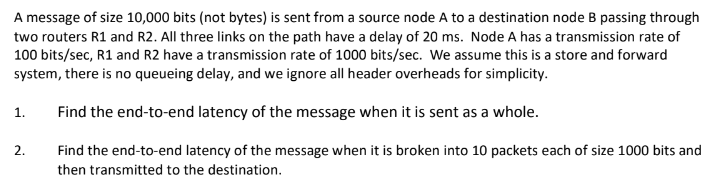 A message of size 10,000 bits (not bytes) is sent from a source node A to a destination node B passing through
two routers R1 and R2. All three links on the path have a delay of 20 ms.  Node A has a transmission rate of
100 bits/sec, R1 and R2 have a transmission rate of 1000 bits/sec.  We assume this is a store and forward
system, there is no queueing delay, and we ignore all header overheads for simplicity.
1. Find the end-to-end latency of the message when it is sent as a whole.
2. Find the end-to-end latency of the message when it is broken into 10 packets each of size 1000 bits and
then transmitted to the destination.